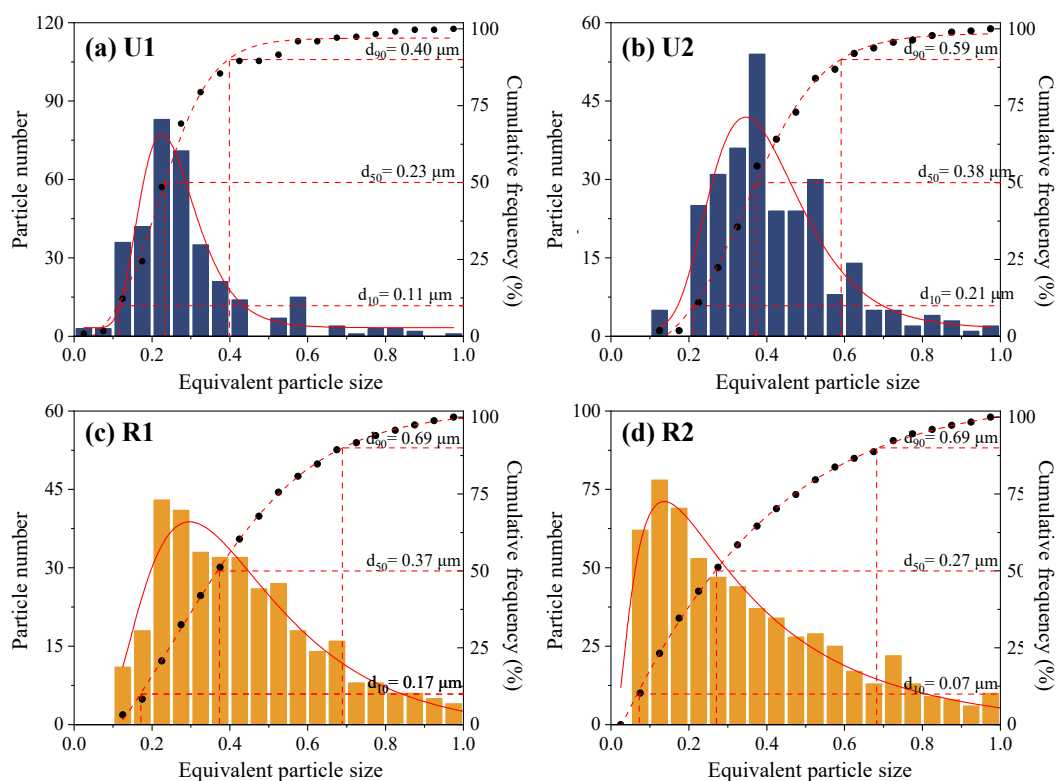 (a) U1
120
90
60
30
0
Particle number
100
75
50
25
0
Cumulative frequency (%)
d90= 0.40 μm
d50= 0.23 μm
d10= 0.11 μm
0.0 0.2 0.4 0.6 0.8 1.0
Equivalent particle size
(b) U2
60
45
30
15
0
Particle number
100
75
50
25
0
Cumulative frequency (%)
d90= 0.59 μm
d50= 0.38 μm
d10= 0.21 μm
0.0 0.2 0.4 0.6 0.8 1.0
Equivalent particle size
(c) R1
60
45
30
15
0
Particle number
100
75
50
25
0
Cumulative frequency (%)
d90= 0.69 μm
d50= 0.37 μm
d10= 0.17 μm
0.0 0.2 0.4 0.6 0.8 1.0
Equivalent particle size
(d) R2
100
75
50
25
0
Particle number
100
75
50
25
0
Cumulative frequency (%)
d90= 0.69 μm
d50= 0.27 μm
d10= 0.07 μm
0.0 0.2 0.4 0.6 0.8 1.0
Equivalent particle size